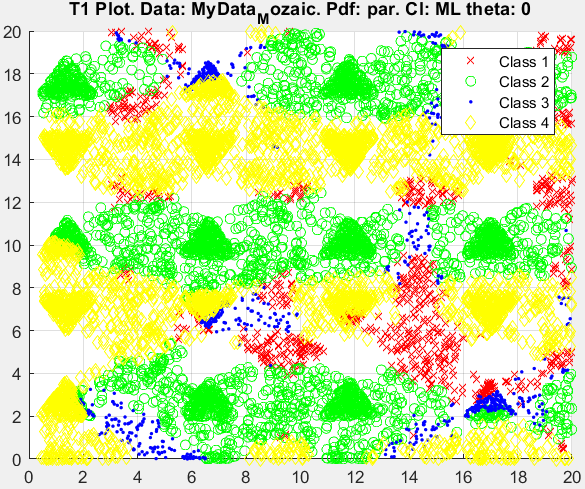 T1 Plot. Data: MyData_Mozaic. Pdf: par. Cl: ML theta: 0
20
18
16
14
12
10
8
6
4
2
0
Class 1
Class 2
Class 3
Class 4
0 2 4 6 8 10 12 14 16 18 20